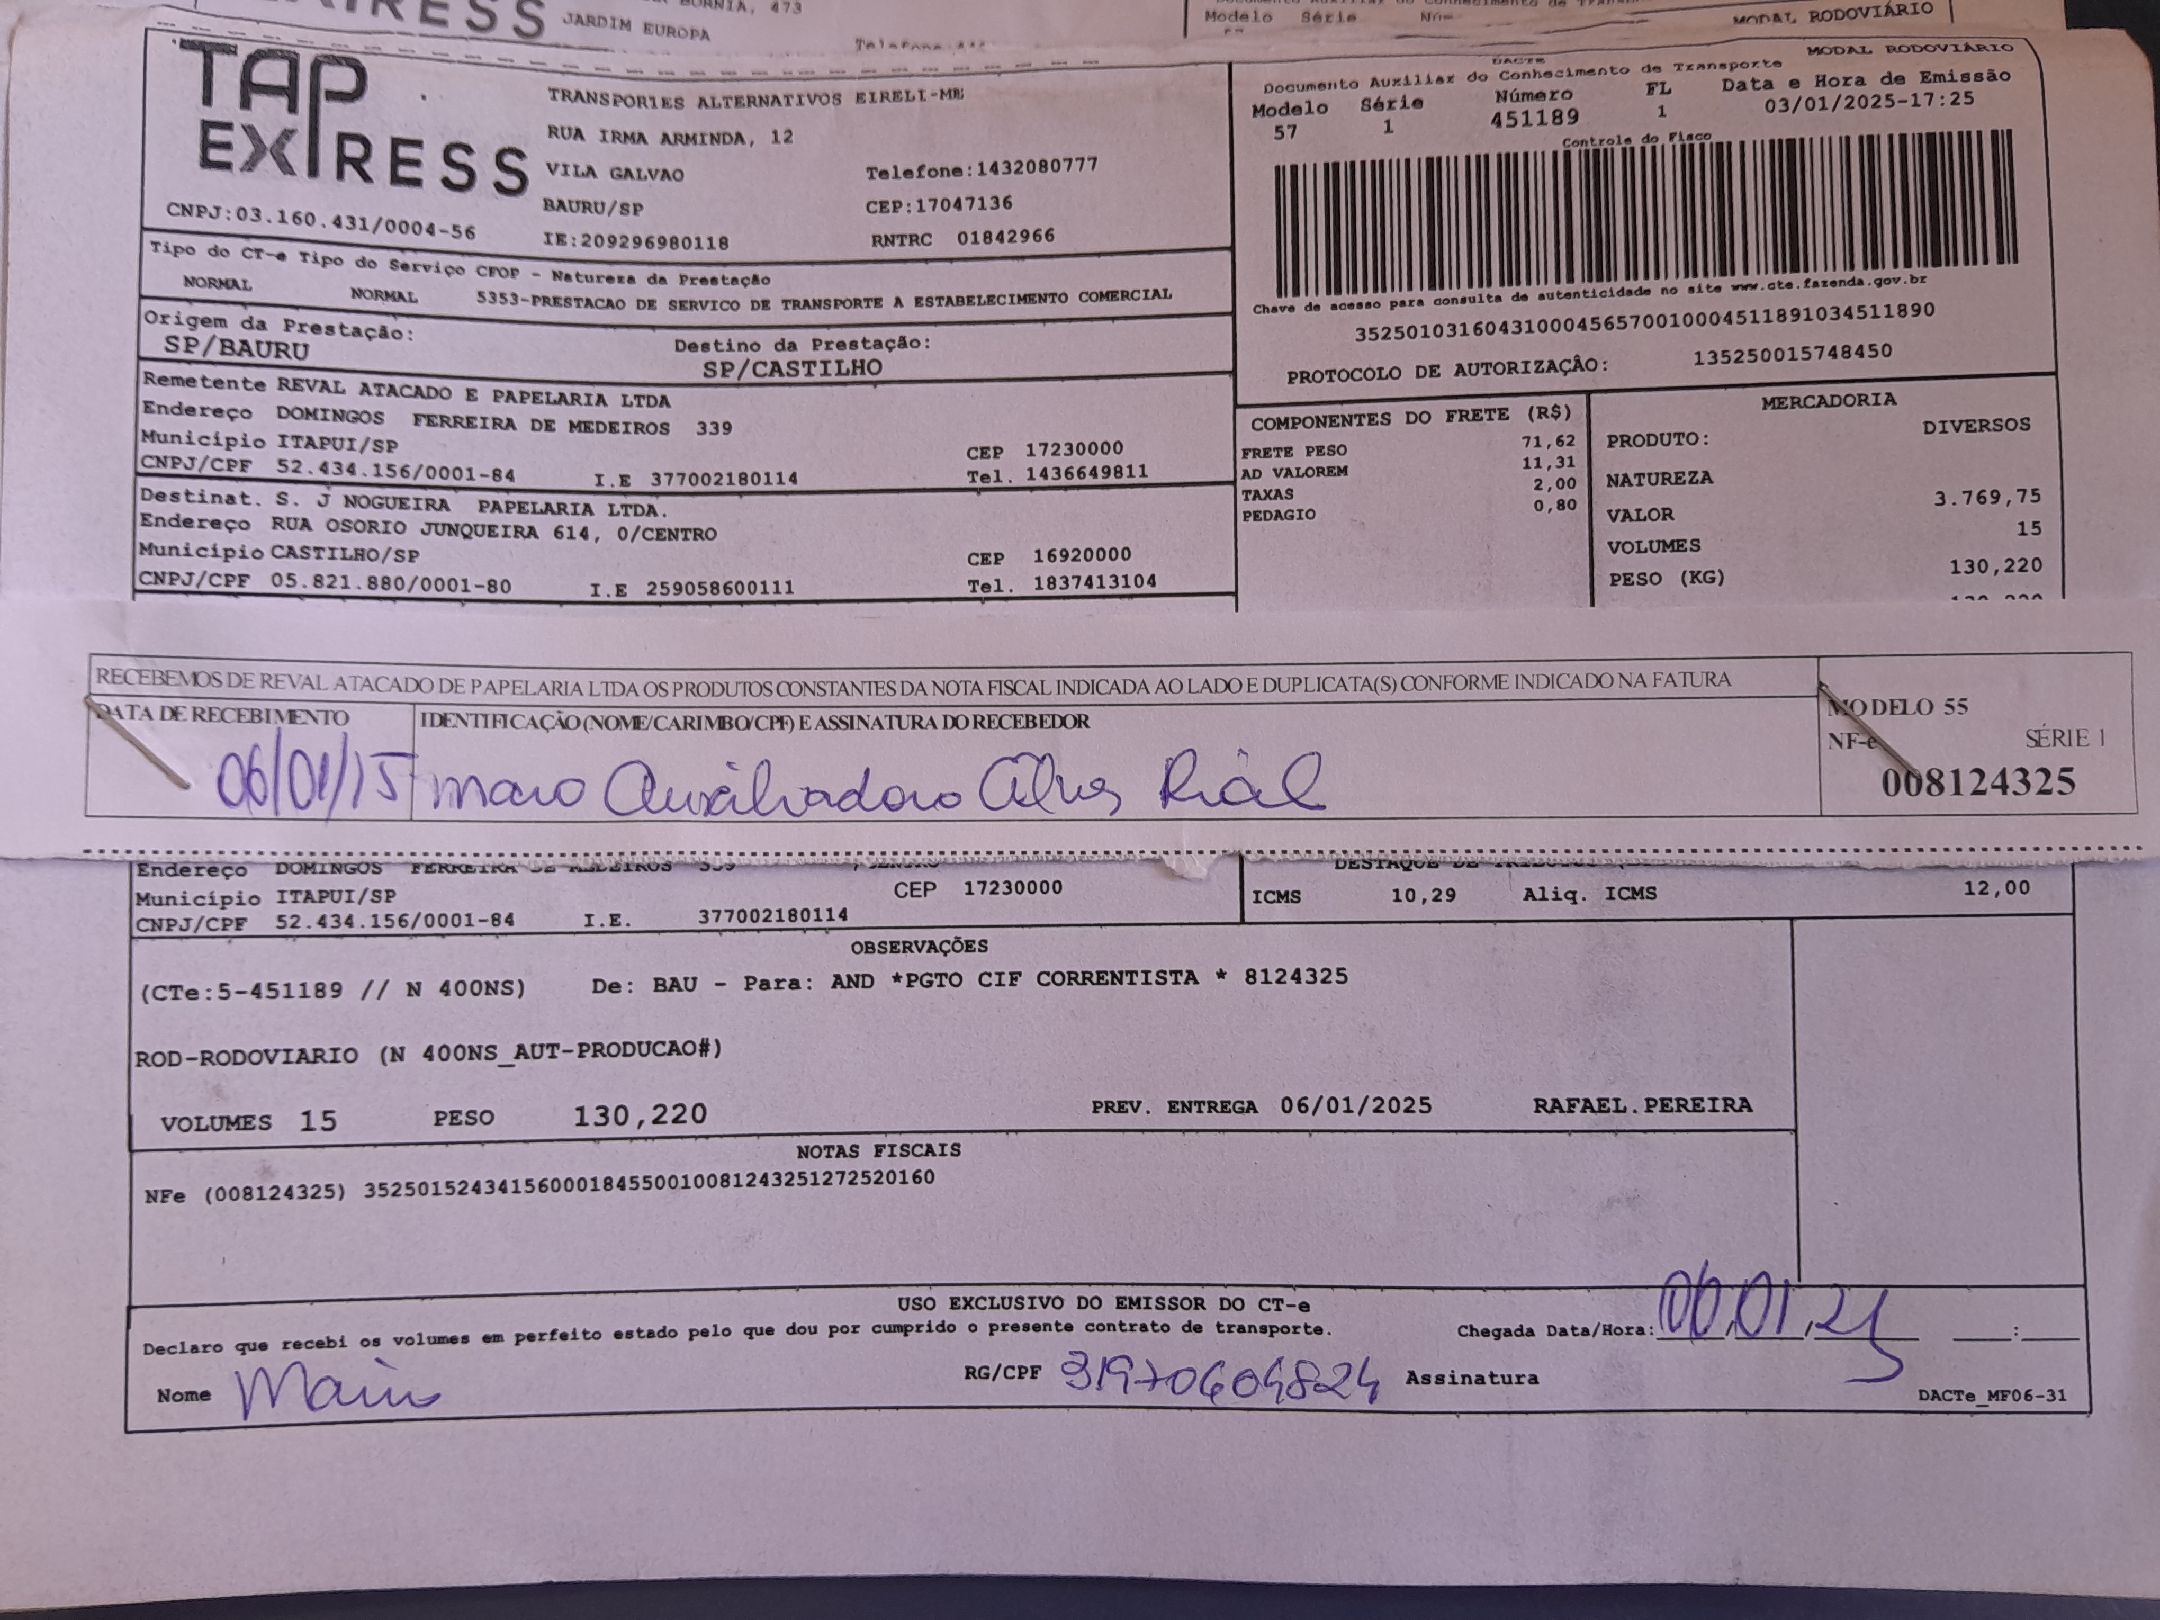 JARDIM EUROPA
Modelo Série
MODAL RODOVIÁRIO
TAP EXPRESS
CNPJ:03.160.431/0004-56
TRANSPORTES ALTERNATIVOS EIRELI-ME
RUA IRMA ARMINDA, 12
VILA GALVAO Telefone:1432080777
BAURU/SP CEP:17047136
IE:209296980118 RNTRC 01842966
MODAL RODOVIÁRIO
DACTE
Documento Auxiliar do Conhecimento de Transporte
Modelo Série Número FL Data e Hora de Emissão
57 1 451189 1 03/01/2025-17:25
Controle do Fisco
Chave de acesso para consulta de autenticidade no site www.cte.fazenda.gov.br
35250103160431000456570010004511891034511890
PROTOCOLO DE AUTORIZAÇÃO: 135250015748450
Tipo do CT-e Tipo do Serviço CFOP - Natureza da Prestação
NORMAL NORMAL 5353-PRESTACAO DE SERVICO DE TRANSPORTE A ESTABELECIMENTO COMERCIAL
Origem da Prestação: Destino da Prestação:
SP/BAURU SP/CASTILHO
Remetente REVAL ATACADO E PAPELARIA LTDA
Endereço DOMINGOS FERREIRA DE MEDEIROS 339
Município ITAPUI/SP CEP 17230000
CNPJ/CPF 52.434.156/0001-84 I.E 377002180114 Tel. 1436649811
Destinat. S. J NOGUEIRA PAPELARIA LTDA.
Endereço RUA OSORIO JUNQUEIRA 614, 0/CENTRO
Município CASTILHO/SP CEP 16920000
CNPJ/CPF 05.821.880/0001-80 I.E 259058600111 Tel. 1837413104
COMPONENTES DO FRETE (R$)
FRETE PESO 71,62
AD VALOREM 11,31
TAXAS 2,00
PEDAGIO 0,80
MERCADORIA
PRODUTO: DIVERSOS
NATUREZA
VALOR 3.769,75
VOLUMES 15
PESO (KG) 130,220
RECEBEMOS DE REVAL ATACADO DE PAPELARIA LTDA OS PRODUTOS CONSTANTES DA NOTA FISCAL INDICADA AO LADO E DUPLICATA(S) CONFORME INDICADO NA FATURA
DATA DE RECEBIMENTO IDENTIFICAÇÃO (NOME/CARIMBO/CPF) E ASSINATURA DO RECEBEDOR
06/01/15
MODELO 55
NF-e SÉRIE 1
008124325
Endereço DOMINGOS FERREIRA DE MEDEIROS 339
Município ITAPUI/SP CEP 17230000
CNPJ/CPF 52.434.156/0001-84 I.E. 377002180114
ICMS 10,29 Aliq. ICMS 12,00
OBSERVAÇÕES
(CTe:5-451189 // N 400NS) De: BAU - Para: AND *PGTO CIF CORRENTISTA * 8124325
ROD-RODOVIARIO (N 400NS_AUT-PRODUCAO#)
VOLUMES 15 PESO 130,220 PREV. ENTREGA 06/01/2025 RAFAEL.PEREIRA
NOTAS FISCAIS
NFe (008124325) 35250152434156000184550010081243251272520160
USO EXCLUSIVO DO EMISSOR DO CT-e
Declaro que recebi os volumes em perfeito estado pelo que dou por cumprido o presente contrato de transporte. Chegada Data/Hora:
Nome RG/CPF 31970604824 Assinatura
DACTe_MF06-31